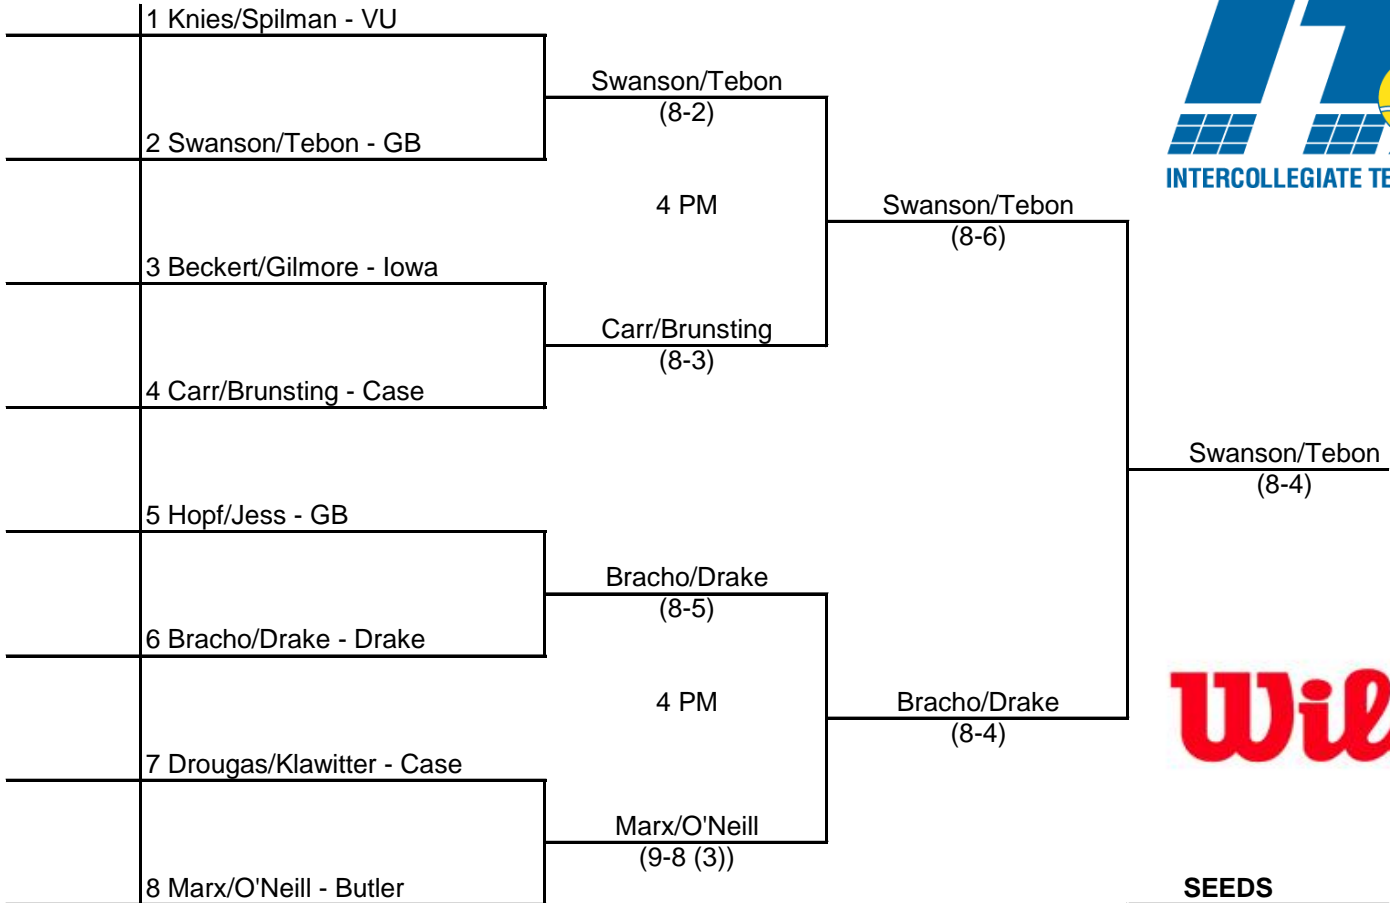 1 Knies/Spilman - VU
Swanson/Tebon
(8-2)
2 Swanson/Tebon - GB
INTERCOLLEGIATE
4 PM
Swanson/Tebon
(8-6)
3 Beckert/Gilmore - Iowa
Carr/Brunsting
(8-3)
4 Carr/Brunsting - Case
Swanson/Tebon
(8-4)
5 Hopf/Jess - GB
Bracho/Drake
(8-5)
6 Bracho/Drake - Drake
4 PM
Bracho/Drake
(8-4)
7 Drougas/Klawitter - Case
Marx/O'Neill
(9-8 (3))
8 Marx/O'Neill - Butler
SEEDS